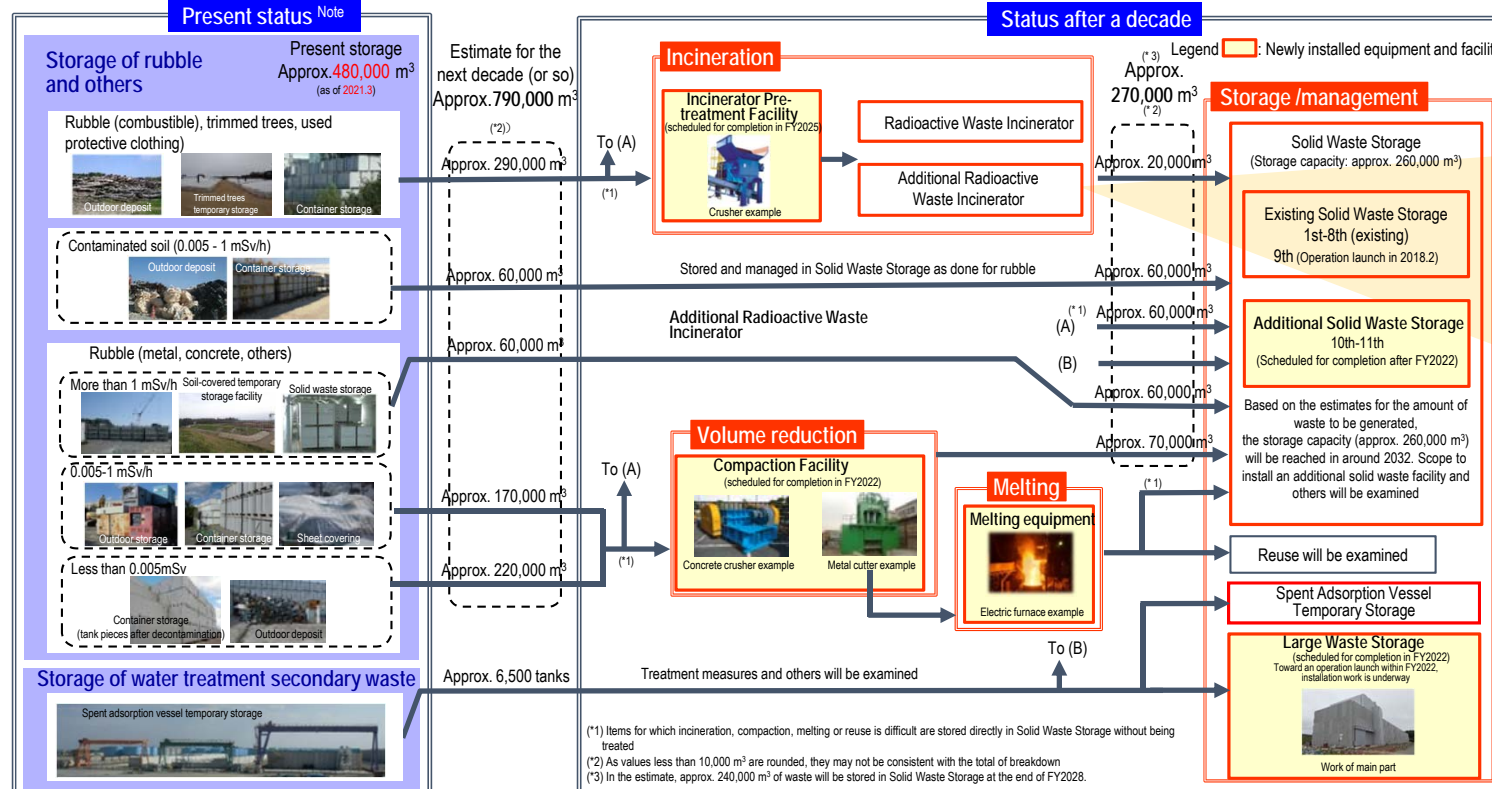 Present status Note
Storage of rubble
and others
Present storage
Approx.480,000 m³
(as of 2021.3)
Rubble (combustible), trimmed trees, used
protective clothing)
Outdoor deposit
Trimmed trees
temporary storage
Container storage
Contaminated soil (0.005 - 1 mSv/h)
Outdoor deposit
Container storage
Rubble (metal, concrete, others)
More than 1 mSv/h
Soil-covered temporary
storage facility
Solid waste storage
0.005-1 mSv/h
Outdoor storage
Container storage
Sheet covering
Less than 0.005mSv
Container storage
(tank pieces after decontamination)
Outdoor deposit
Storage of water treatment secondary waste
Spent adsorption vessel temporary storage
Estimate for the
next decade (or so)
Approx.790,000 m³
(*2))
Approx. 290,000 m³
Approx. 60,000 m³
Approx. 60,000 m³
Approx. 170,000 m³
Approx. 220,000 m³
Approx. 6,500 tanks
Status after a decade
Legend
: Newly installed equipment and facilit
To (A)
(*1)
Incineration
Incinerator Pre-
treatment Facility
(scheduled for completion in FY2025)
Crusher example
Radioactive Waste Incinerator
Additional Radioactive
Waste Incinerator
Stored and managed in Solid Waste Storage as done for rubble
Additional Radioactive Waste
Incinerator
To (A)
(*1)
Volume reduction
Compaction Facility
(scheduled for completion in FY2022)
Concrete crusher example
Metal cutter example
Melting
Melting equipment
Electric furnace example
To (B)
Treatment measures and others will be examined
(* 3)
Approx.
270,000 m³
(* 2)
Approx. 20,000 m³
Approx. 60,000 m³
(* 1)
(A)
Approx. 60,000 m³
(B)
Approx. 60,000 m³
Approx. 70,000 m³
(* 1)
Storage /management
Solid Waste Storage
(Storage capacity: approx. 260,000 m³)
Existing Solid Waste Storage
1st-8th (existing)
9th (Operation launch in 2018.2)
Additional Solid Waste Storage
10th-11th
(Scheduled for completion after FY2022)
Based on the estimates for the amount of
waste to be generated,
the storage capacity (approx. 260,000 m³)
will be reached in around 2032. Scope to
install an additional solid waste facility and
others will be examined
Reuse will be examined
Spent Adsorption Vessel
Temporary Storage
Large Waste Storage
(scheduled for completion in FY2022)
Toward an operation launch within FY2022,
installation work is underway
Work of main part
(*1) Items for which incineration, compaction, melting or reuse is difficult are stored directly in Solid Waste Storage without being
treated
(*2) As values less than 10,000 m³ are rounded, they may not be consistent with the total of breakdown
(*3) In the estimate, approx. 240,000 m³ of waste will be stored in Solid Waste Storage at the end of FY2028.